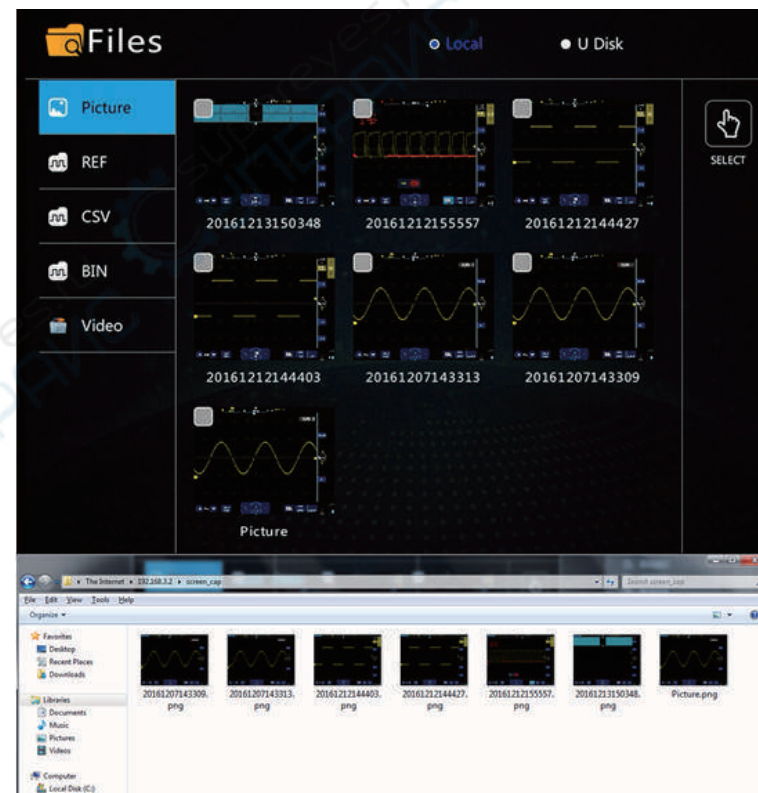 Files
Local
U Disk
Picture
REF
CSV
BIN
Video
SELECT
20161213150348
20161212155557
20161212144427
20161212144403
20161207143313
20161207143309
Picture
The Internet ▸ 192.168.3.2 ▸ screen_cap
Search screen_cap
File Edit View Tools Help
Organize
Favorites
Desktop
Recent Places
Downloads
Libraries
Documents
Music
Pictures
Videos
Computer
Local Disk (C:)
20161207143309.
png
20161207143313.
png
20161212144403.
png
20161212144427.
png
20161212155557.
png
20161213150348.
png
Picture.png